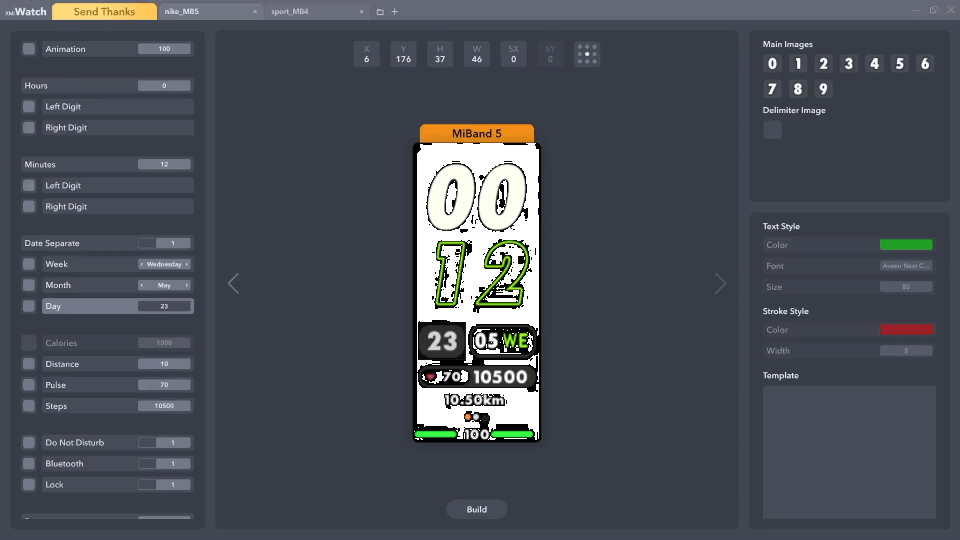 XMiWatch
Send Thanks
nike_MB5 ×
sport_MB4 ×
+
Animation 100
Hours 0
Left Digit
Right Digit
Minutes 12
Left Digit
Right Digit
Date Separate 1
Week ‹ Wednesday ›
Month ‹ May ›
Day 23
Calories 1000
Distance 10
Pulse 70
Steps 10500
Do Not Disturb 1
Bluetooth 1
Lock 1
X 6
Y 176
H 37
W 46
SX 0
SY 0
MiBand 5
00
12
23 05 WE
70 10500
10.50km
100
Build
Main Images
0 1 2 3 4 5 6
7 8 9
Delimiter Image
Text Style
Color
Font Avenir Next C...
Size 85
Stroke Style
Color
Width 5
Template